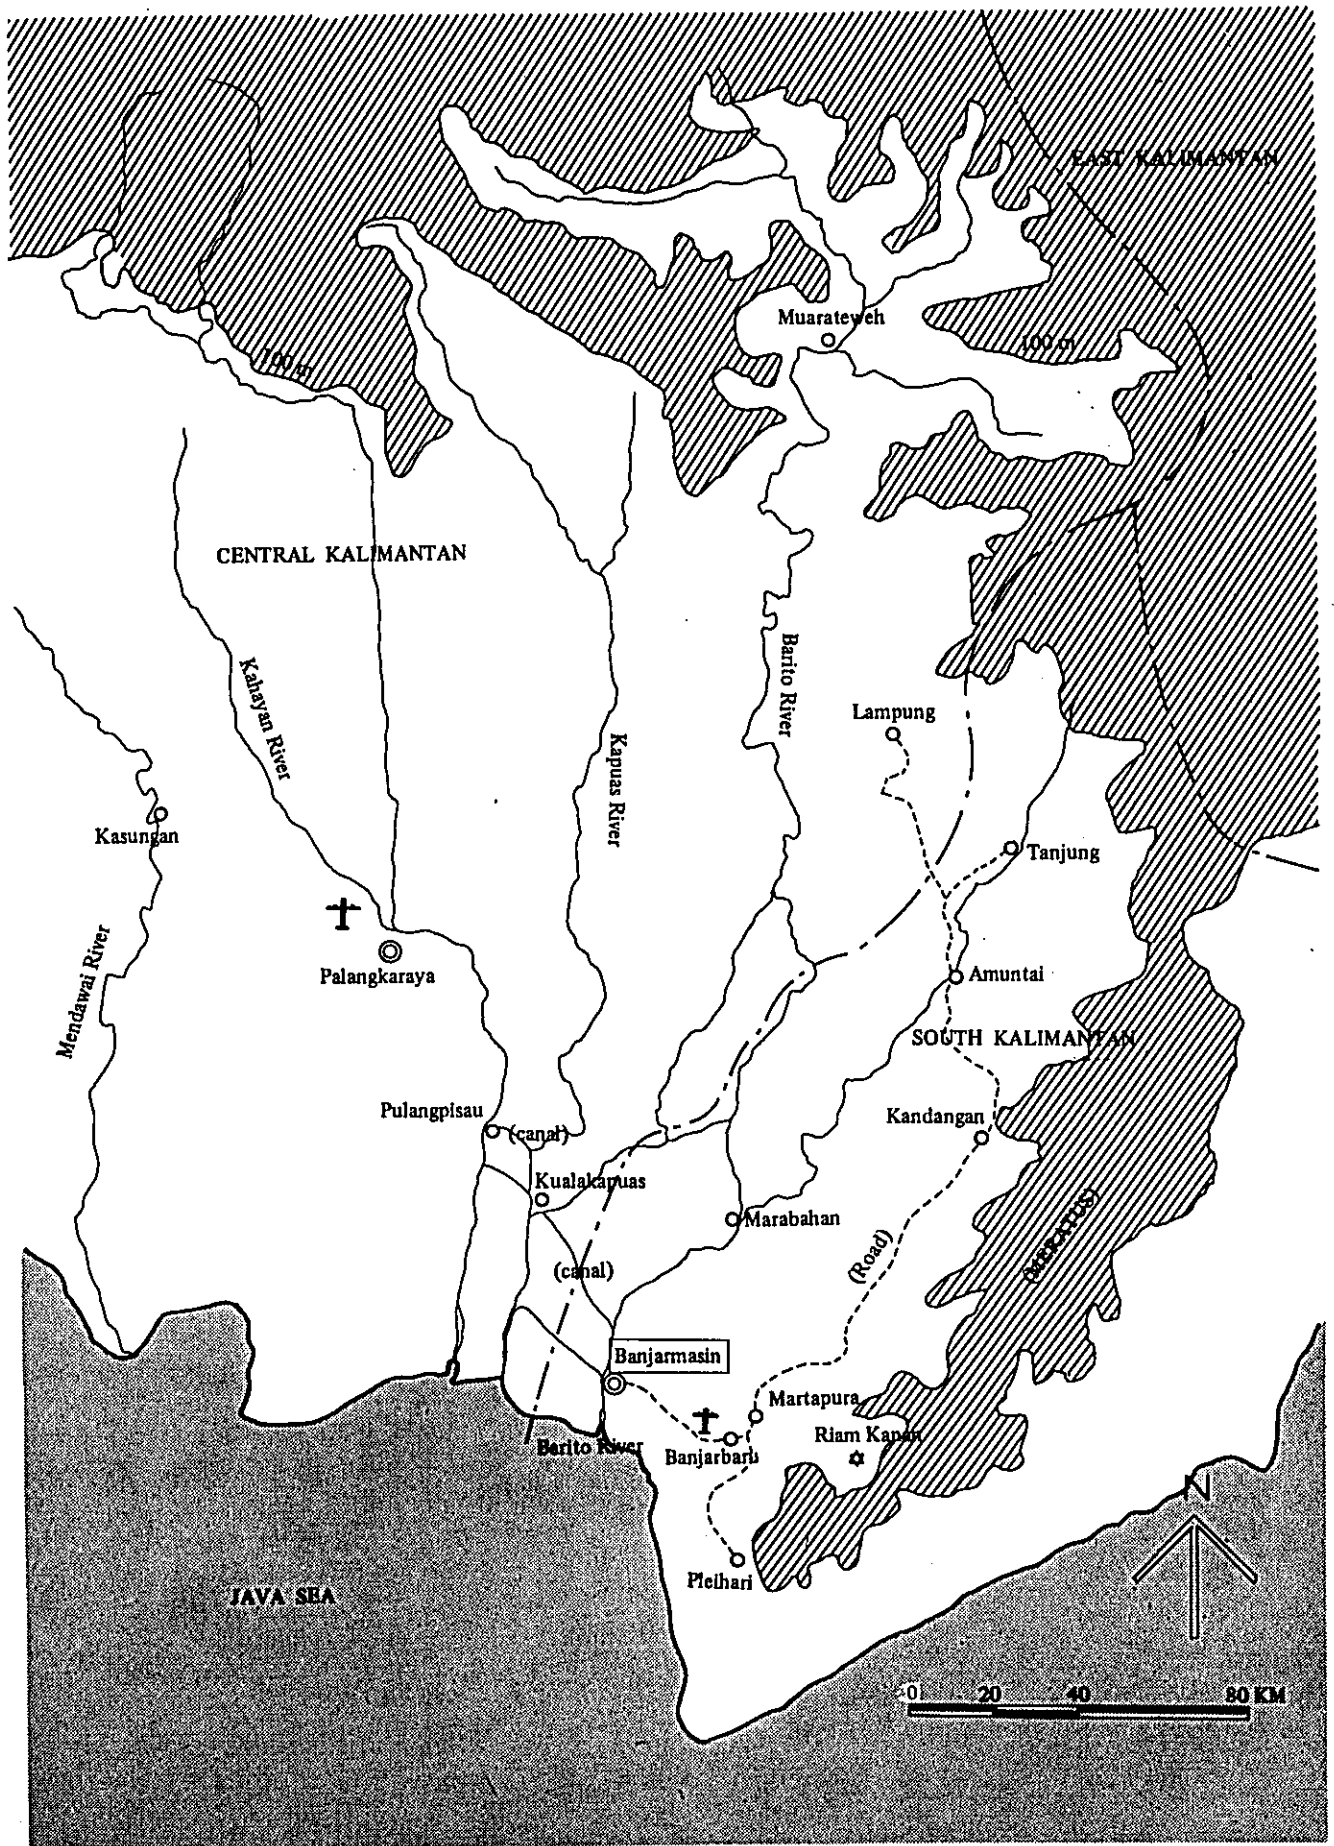 EAST KALIMANTAN
Muarateweh
100 m
100 m
CENTRAL KALIMANTAN
Kahayan River
Barito River
Lampung
Kapuas River
Kasungan
Tanjung
Palangkaraya
Amuntai
Mendawai River
SOUTH KALIMANTAN
Pulangpisau
(canal)
Kandangan
Kualakapuas
Marabahan
(MERATUS)
(Road)
(canal)
Banjarmasin
Martapura
Riam Kanan
Barito River
Banjarbaru
N
Pleihari
JAVA SEA
0 20 40 80 KM